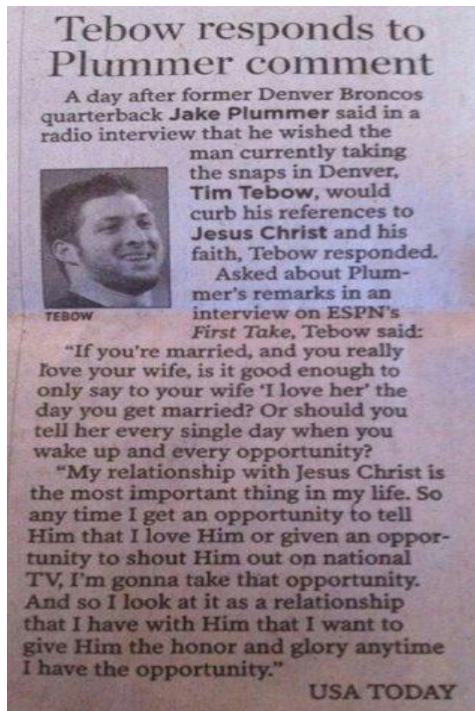 Tebow responds to
Plummer comment
A day after former Denver Broncos
quarterback Jake Plummer said in a
radio interview that he wished the
man currently taking
the snaps in Denver,
Tim Tebow, would
curb his references to
Jesus Christ and his
faith, Tebow responded.
Asked about Plum-
mer's remarks in an
interview on ESPN's
First Take, Tebow said:
TEBOW
"If you're married, and you really
love your wife, is it good enough to
only say to your wife 'I love her' the
day you get married? Or should you
tell her every single day when you
wake up and every opportunity?
"My relationship with Jesus Christ is
the most important thing in my life. So
any time I get an opportunity to tell
Him that I love Him or given an oppor-
tunity to shout Him out on national
TV, I'm gonna take that opportunity.
And so I look at it as a relationship
that I have with Him that I want to
give Him the honor and glory anytime
I have the opportunity."
USA TODAY